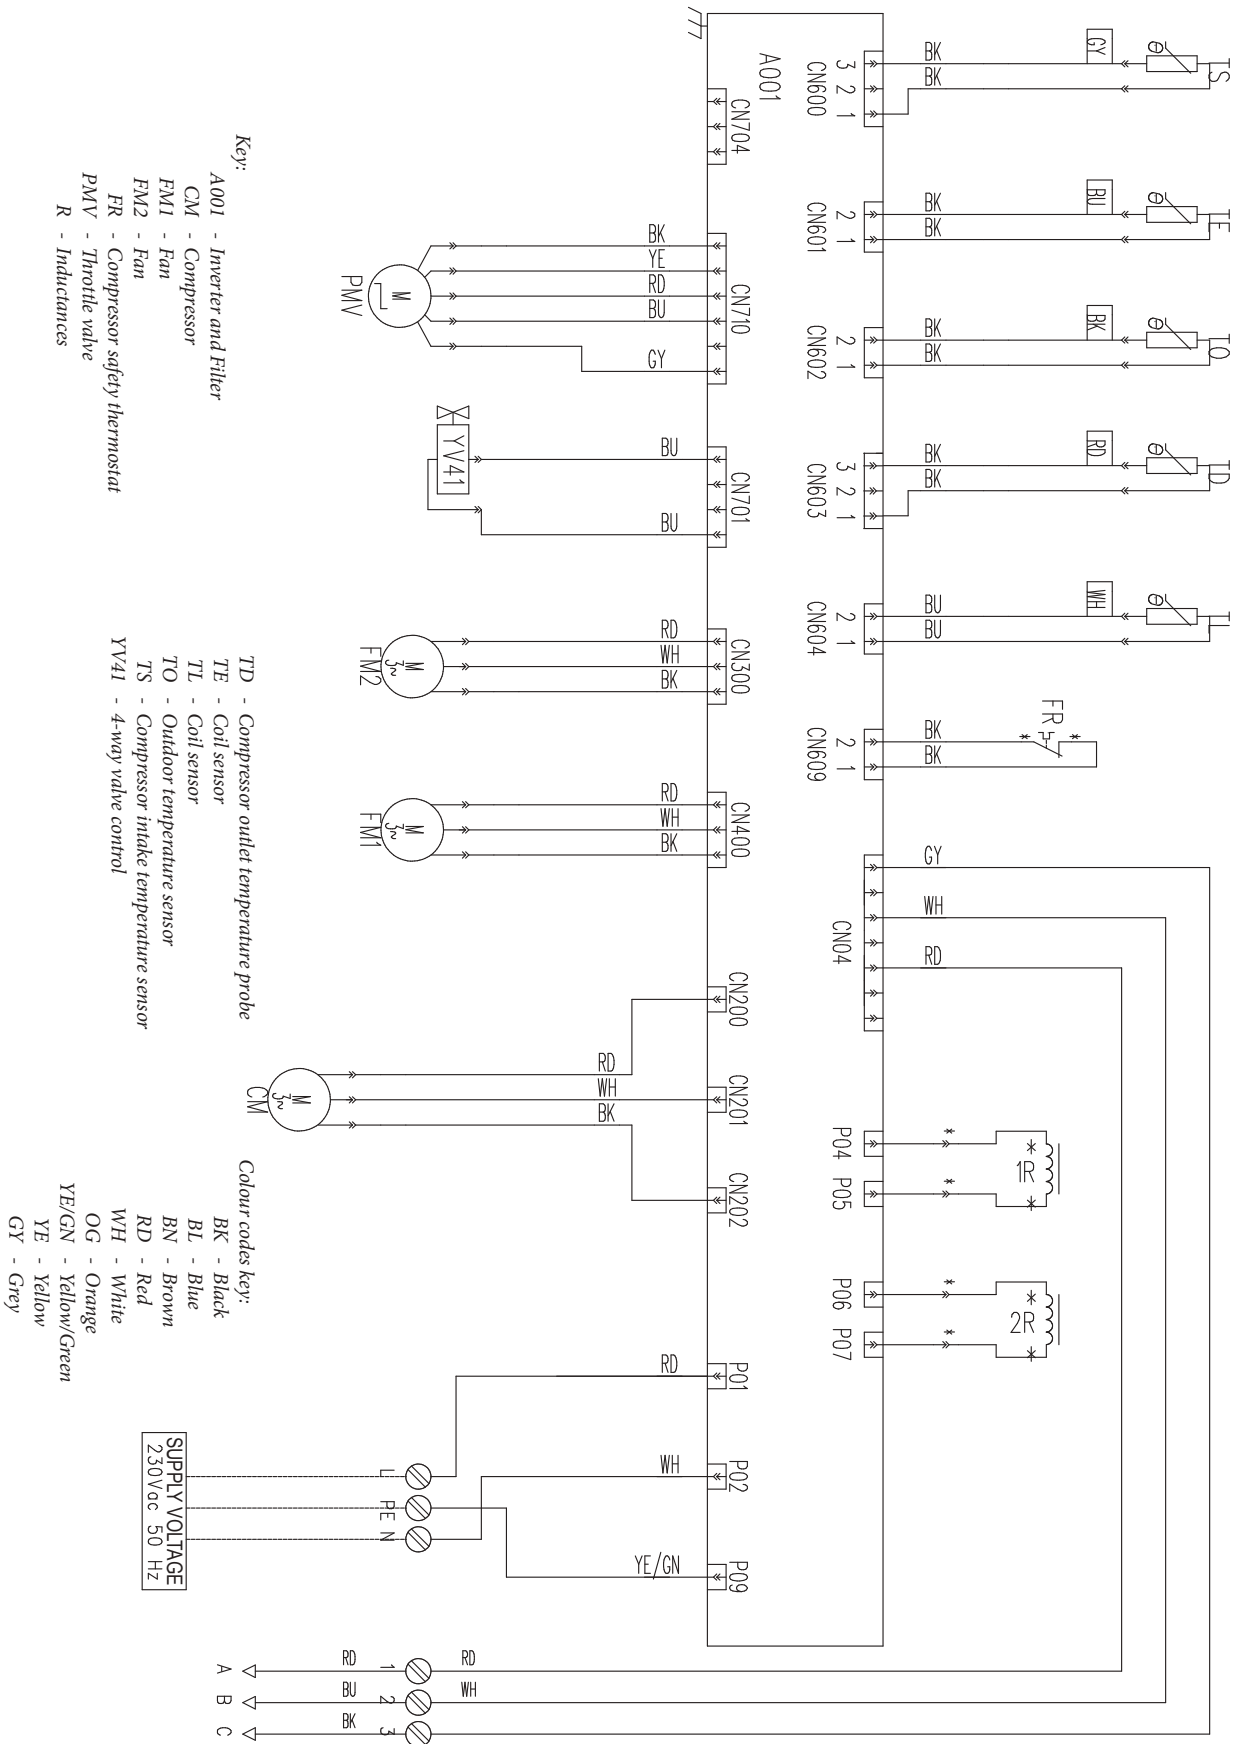 TS TE TO TD TL
θ θ θ θ θ
GY BU BK RD WH
FR
1R 2R
BK BK BK BK BK BK BK BK BU BU BK BK GY WH RD
3 2 1 2 1 2 1 3 2 1 2 1 2 1
CN600 CN601 CN602 CN603 CN604 CN609 CN04 P04 P05 P06 P07
A001
CN704 CN710 CN701 CN300 CN400 CN200 CN201 CN202 P01 P02 P09
BK YE RD BU GY BU BU RD WH BK RD WH BK RD WH YE/GN
RD WH BK
YV41
RD WH
M M 3~ M 3~
PMV FM2 FM1
L PE N 1 2 3
RD BU BK
M 3~
CM
A B C
SUPPLY VOLTAGE
230Vac 50 Hz
Key:
A001 - Inverter and Filter
CM - Compressor
FM1 - Fan
FM2 - Fan
FR - Compressor safety thermostat
PMV - Throttle valve
R - Inductances
TD - Compressor outlet temperature probe
TE - Coil sensor
TL - Coil sensor
TO - Outdoor temperature sensor
TS - Compressor intake temperature sensor
YV41 - 4-way valve control
Colour codes key:
BK - Black
BL - Blue
BN - Brown
RD - Red
WH - White
OG - Orange
YE/GN - Yellow/Green
YE - Yellow
GY - Grey